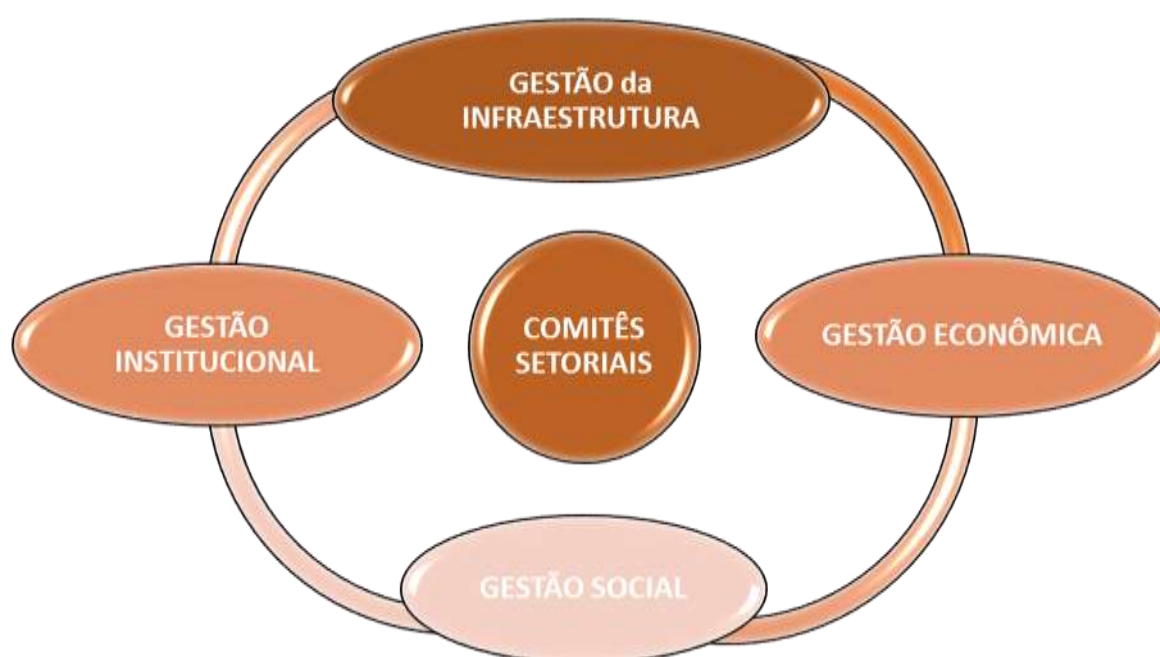 GESTÃO da
INFRAESTRUTURA
GESTÃO
INSTITUCIONAL
COMITÊS
SETORIAIS
GESTÃO ECONÔMICA
GESTÃO SOCIAL